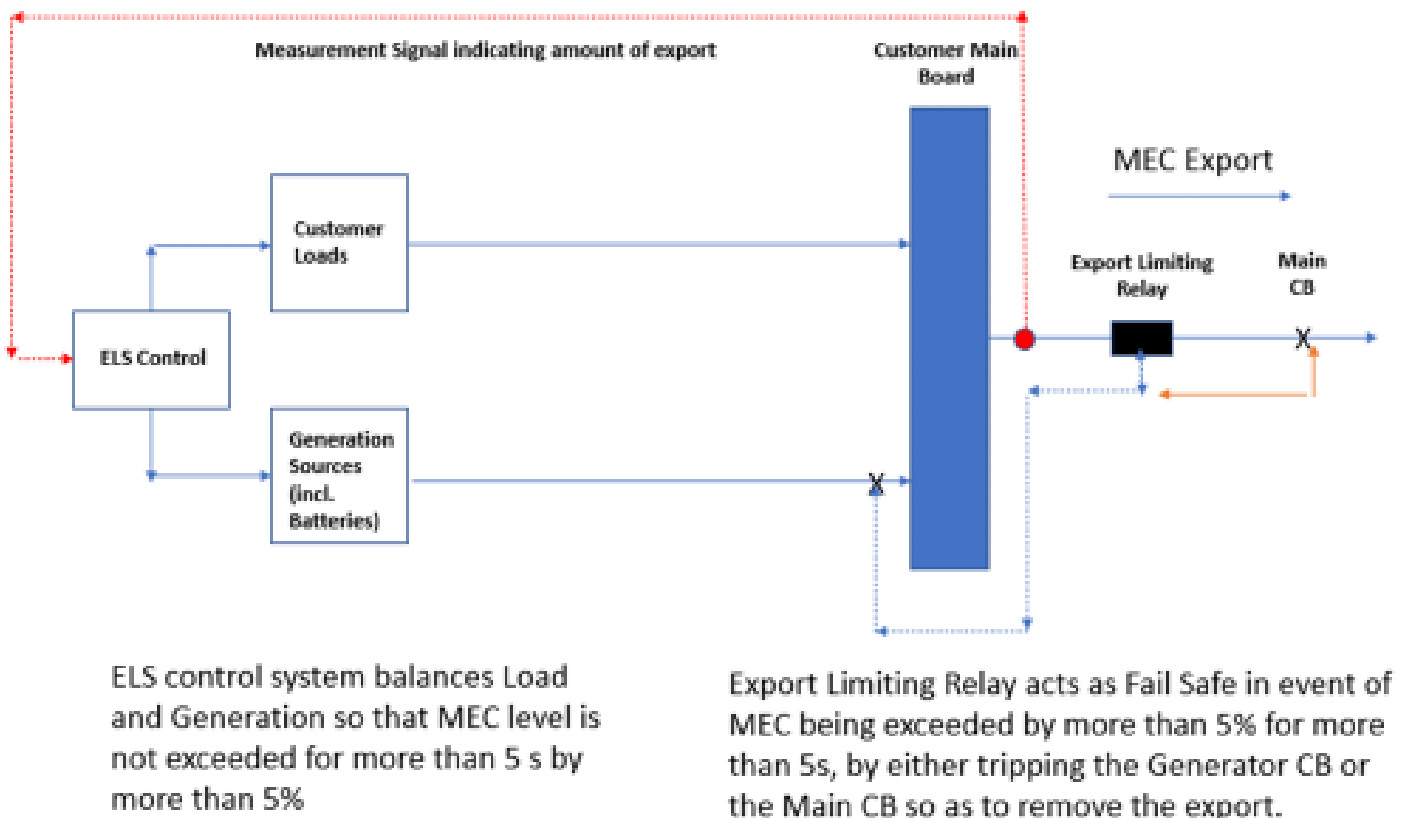 Measurement Signal indicating amount of export
Customer Main
Board
MEC Export
Customer
Loads
Export Limiting
Relay
Main
CB
X
ELS Control
Generation
Sources
(incl.
Batteries)
X
ELS control system balances Load
and Generation so that MEC level is
not exceeded for more than 5 s by
more than 5%
Export Limiting Relay acts as Fail Safe in event of
MEC being exceeded by more than 5% for more
than 5s, by either tripping the Generator CB or
the Main CB so as to remove the export.